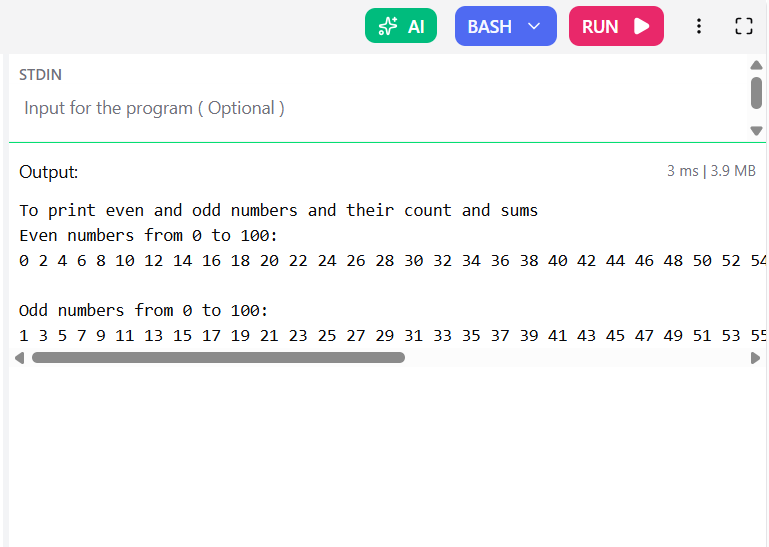 AI BASH RUN
STDIN
Input for the program ( Optional )
Output: 3 ms | 3.9 MB
To print even and odd numbers and their count and sums
Even numbers from 0 to 100:
0 2 4 6 8 10 12 14 16 18 20 22 24 26 28 30 32 34 36 38 40 42 44 46 48 50 52 54
Odd numbers from 0 to 100:
1 3 5 7 9 11 13 15 17 19 21 23 25 27 29 31 33 35 37 39 41 43 45 47 49 51 53 55